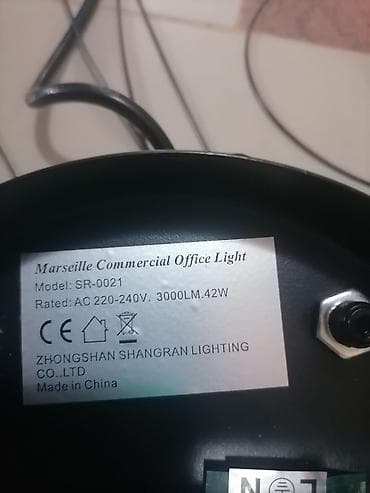 Marseille Commercial Office Light
Model: SR-0021
Rated: AC 220-240V. 3000LM.42W
CE
ZHONGSHAN SHANGRAN LIGHTING
CO..LTD
Made in China
L N